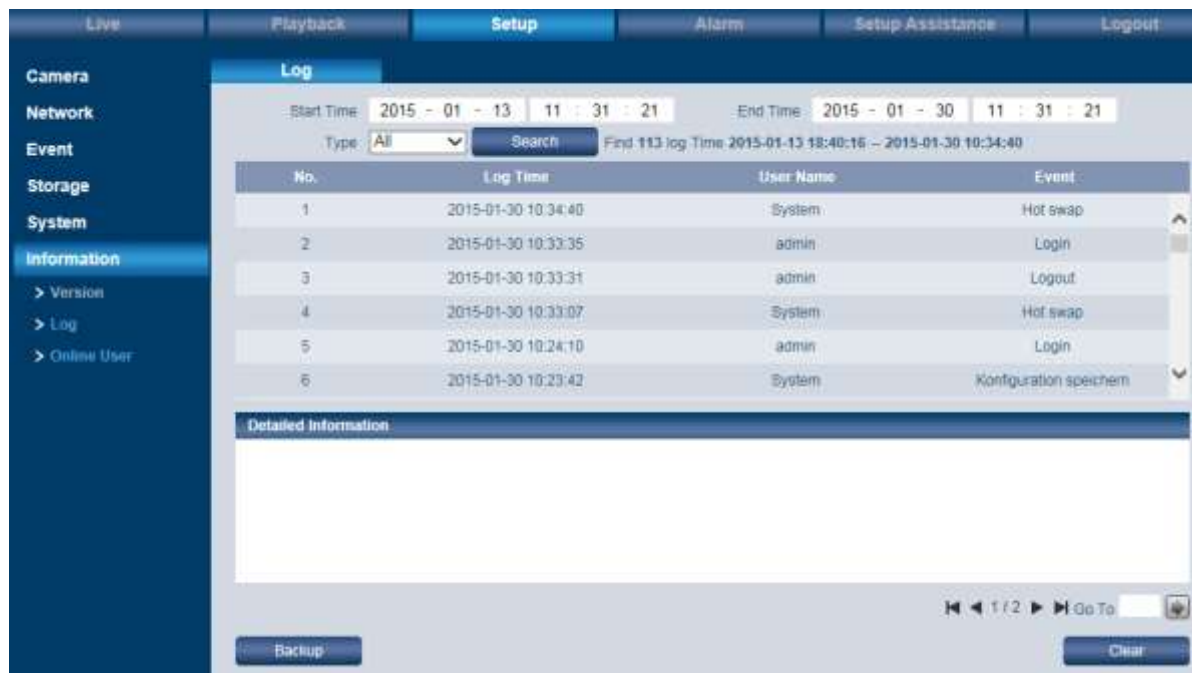 Live Playback Setup Alarm Setup Assistance Logout
Camera
Network
Event
Storage
System
Information
> Version
> Log
> Online User
Log
Start Time 2015 - 01 - 13 11 : 31 : 21 End Time 2015 - 01 - 30 11 : 31 : 21
Type All Search Find 113 log Time 2015-01-13 18:40:16 -- 2015-01-30 10:34:40
No. Log Time User Name Event
1 2015-01-30 10:34:40 System Hot swap
2 2015-01-30 10:33:35 admin Login
3 2015-01-30 10:33:31 admin Logout
4 2015-01-30 10:33:07 System Hot swap
5 2015-01-30 10:24:10 admin Login
6 2015-01-30 10:23:42 System Konfiguration speichern
Detailed Information
1 / 2 Go To
Backup Clear